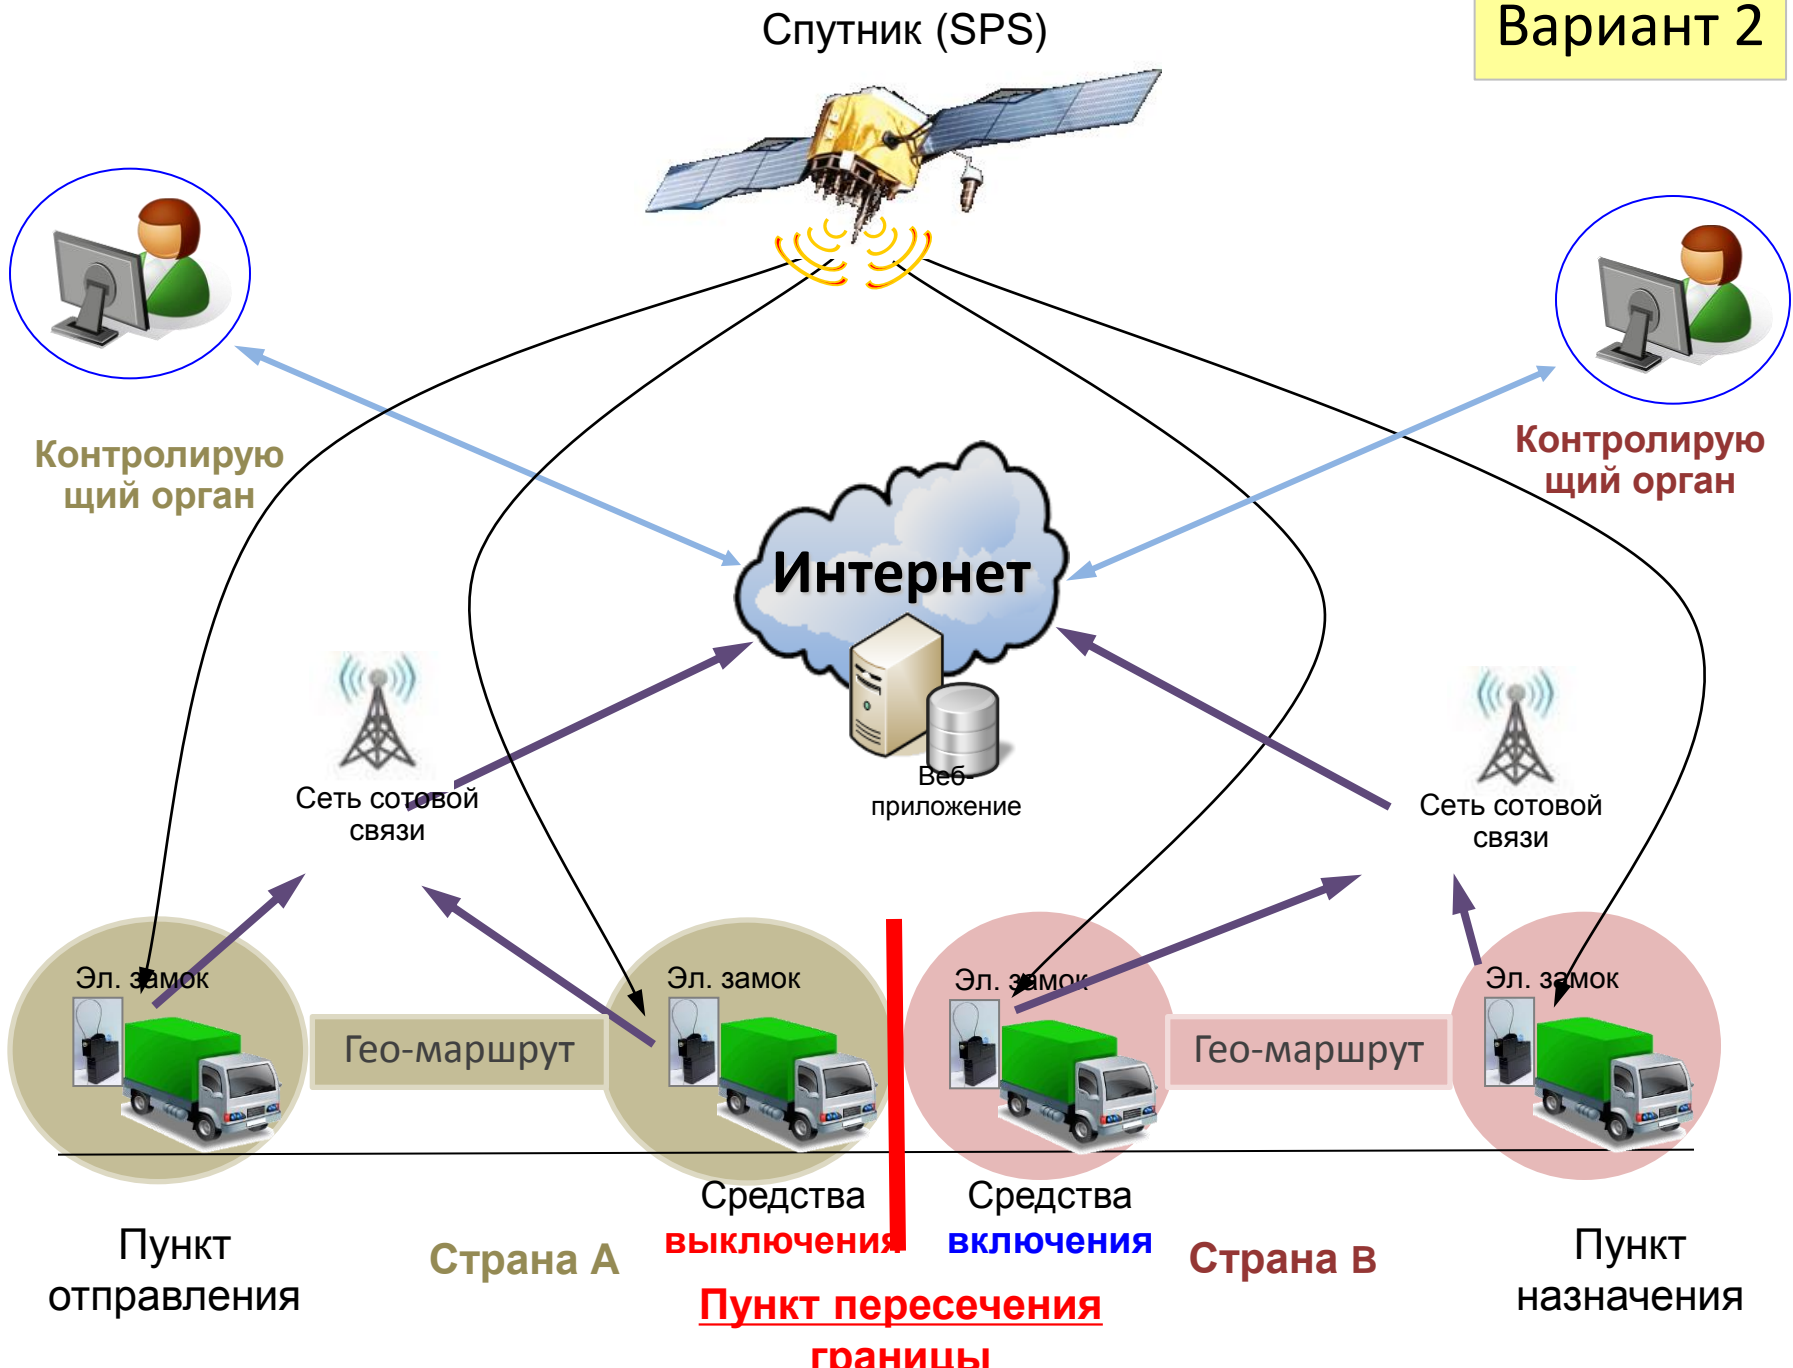 Спутник (SPS)
Вариант 2
Контролирую
щий орган
Контролирую
щий орган
Интернет
Веб-
приложение
Сеть сотовой
связи
Сеть сотовой
связи
Эл. замок
Эл. замок
Эл. замок
Эл. замок
Гео-маршрут
Гео-маршрут
Средства
выключения
Средства
включения
Пункт
отправления
Страна А
Страна В
Пункт
назначения
Пункт пересечения
границы